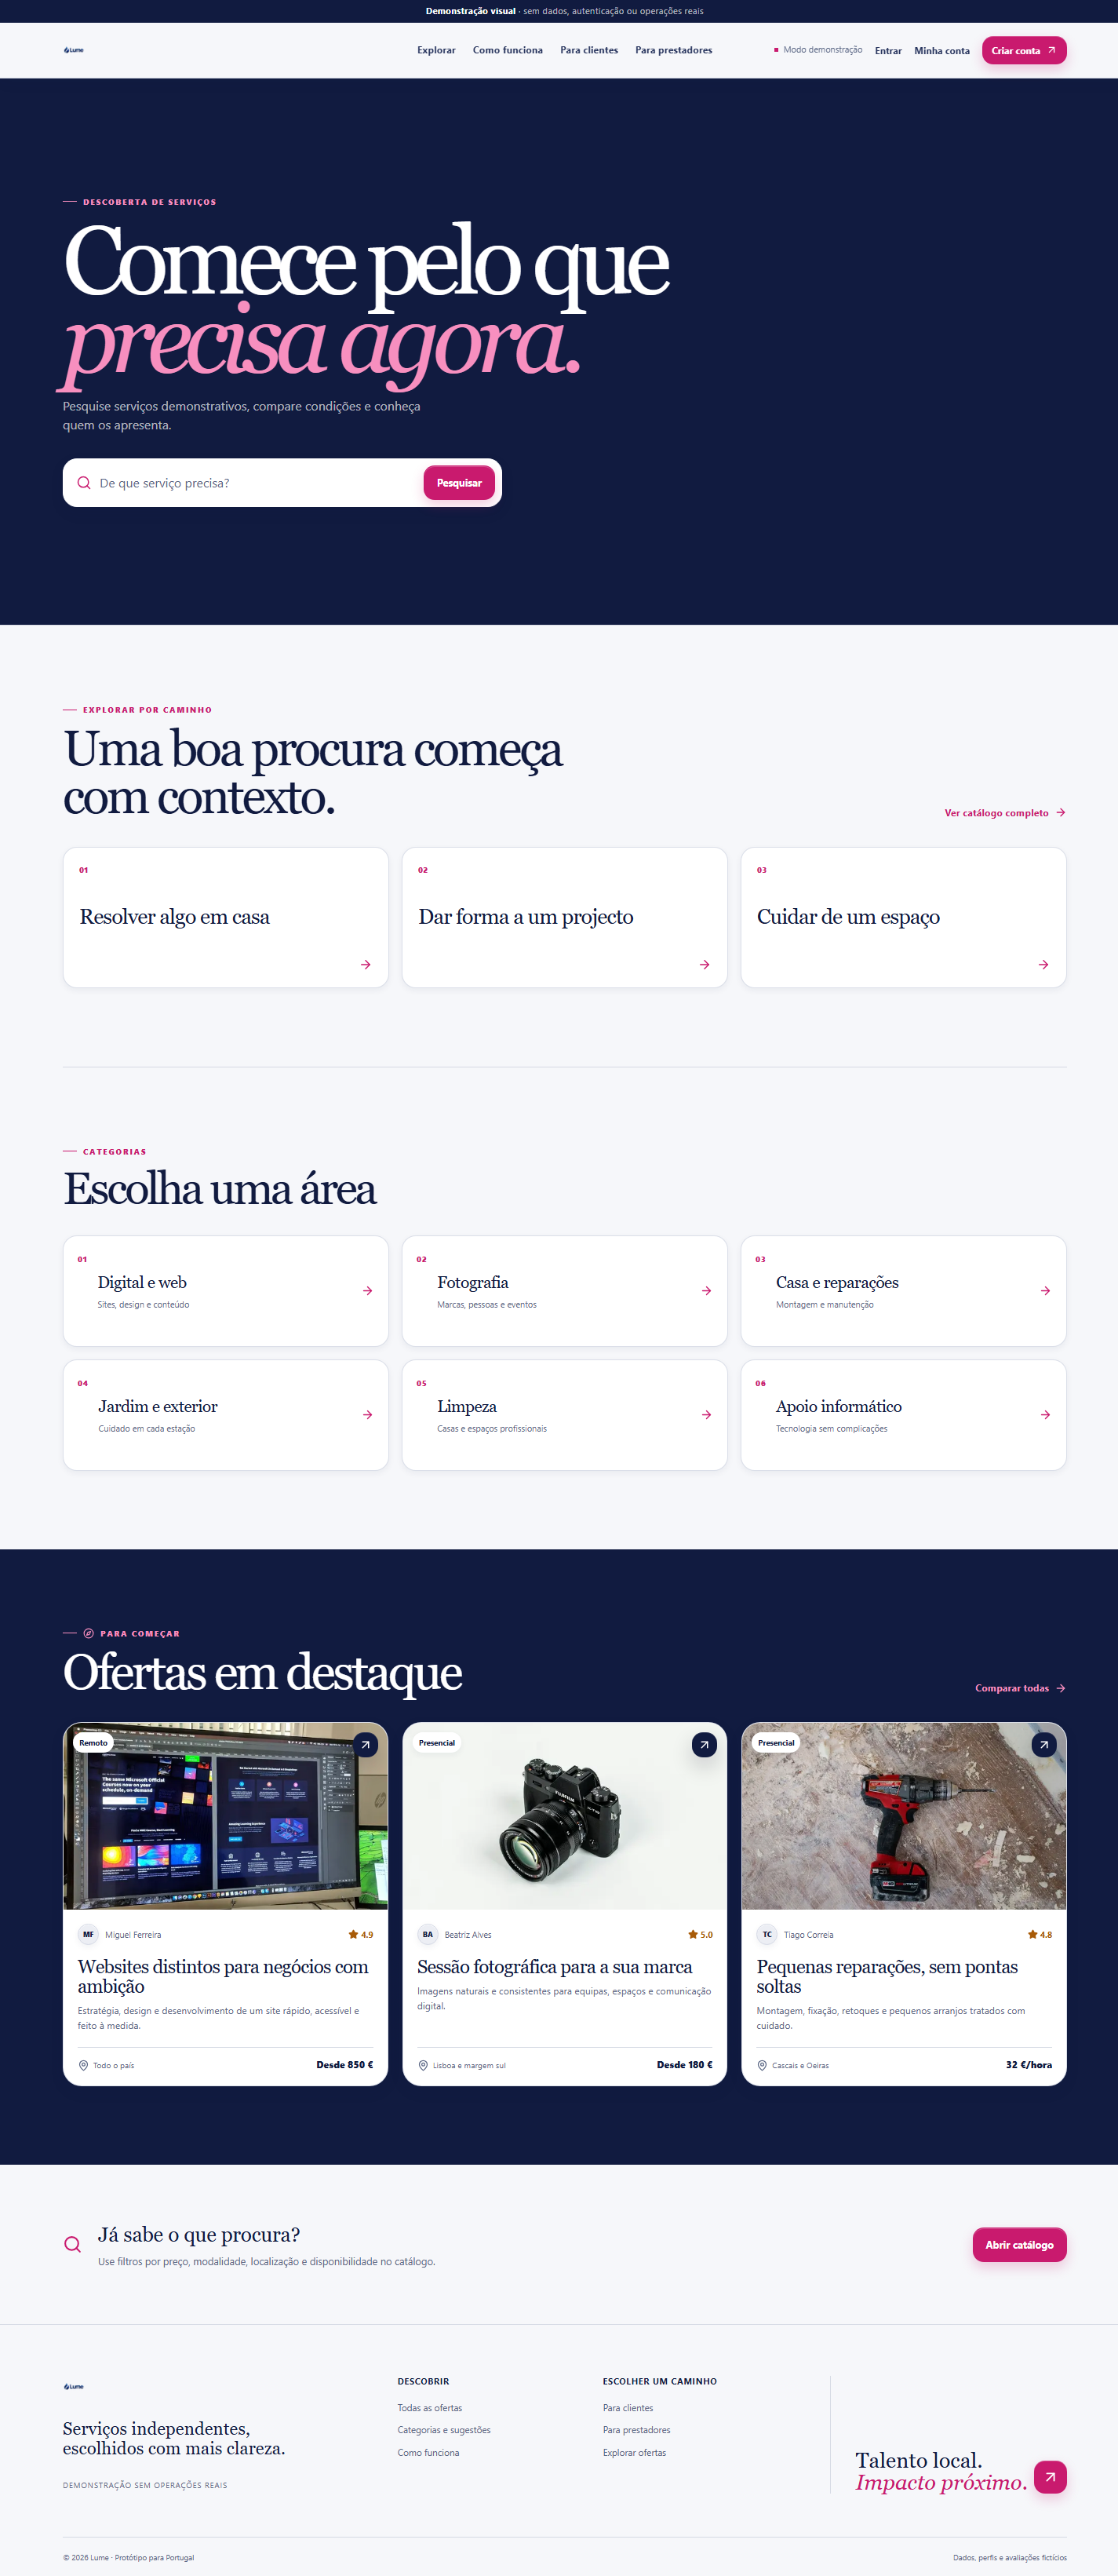 Demonstração visual · sem dados, autenticação ou operações reais
Lume
Explorar
Como funciona
Para clientes
Para prestadores
Modo demonstração
Entrar
Minha conta
Criar conta
DESCOBERTA DE SERVIÇOS
Comece pelo que
precisa agora.
Pesquise serviços demonstrativos, compare condições e conheça
quem os apresenta.
De que serviço precisa?
Pesquisar
EXPLORAR POR CAMINHO
Uma boa procura começa
com contexto.
Ver catálogo completo
01
Resolver algo em casa
02
Dar forma a um projecto
03
Cuidar de um espaço
CATEGORIAS
Escolha uma área
01
Digital e web
Sites, design e conteúdo
02
Fotografia
Marcas, pessoas e eventos
03
Casa e reparações
Montagem e manutenção
04
Jardim e exterior
Cuidado em cada estação
05
Limpeza
Casas e espaços profissionais
06
Apoio informático
Tecnologia sem complicações
PARA COMEÇAR
Ofertas em destaque
Comparar todas
Remoto
The same Microsoft Official
Courses now on your
schedule, on-demand
MF
Miguel Ferreira
4.9
Websites distintos para negócios com
ambição
Estratégia, design e desenvolvimento de um site rápido, acessível e
feito à medida.
Todo o país
Desde 850 €
Presencial
BA
Beatriz Alves
5.0
Sessão fotográfica para a sua marca
Imagens naturais e consistentes para equipas, espaços e comunicação
digital.
Lisboa e margem sul
Desde 180 €
Presencial
TC
Tiago Correia
4.8
Pequenas reparações, sem pontas
soltas
Montagem, fixação, retoques e pequenos arranjos tratados com
cuidado.
Cascais e Oeiras
32 €/hora
Já sabe o que procura?
Use filtros por preço, modalidade, localização e disponibilidade no catálogo.
Abrir catálogo
Lume
Serviços independentes,
escolhidos com mais clareza.
DEMONSTRAÇÃO SEM OPERAÇÕES REAIS
DESCOBRIR
Todas as ofertas
Categorias e sugestões
Como funciona
ESCOLHER UM CAMINHO
Para clientes
Para prestadores
Explorar ofertas
Talento local.
Impacto próximo.
© 2026 Lume · Protótipo para Portugal
Dados, perfis e avaliações fictícios